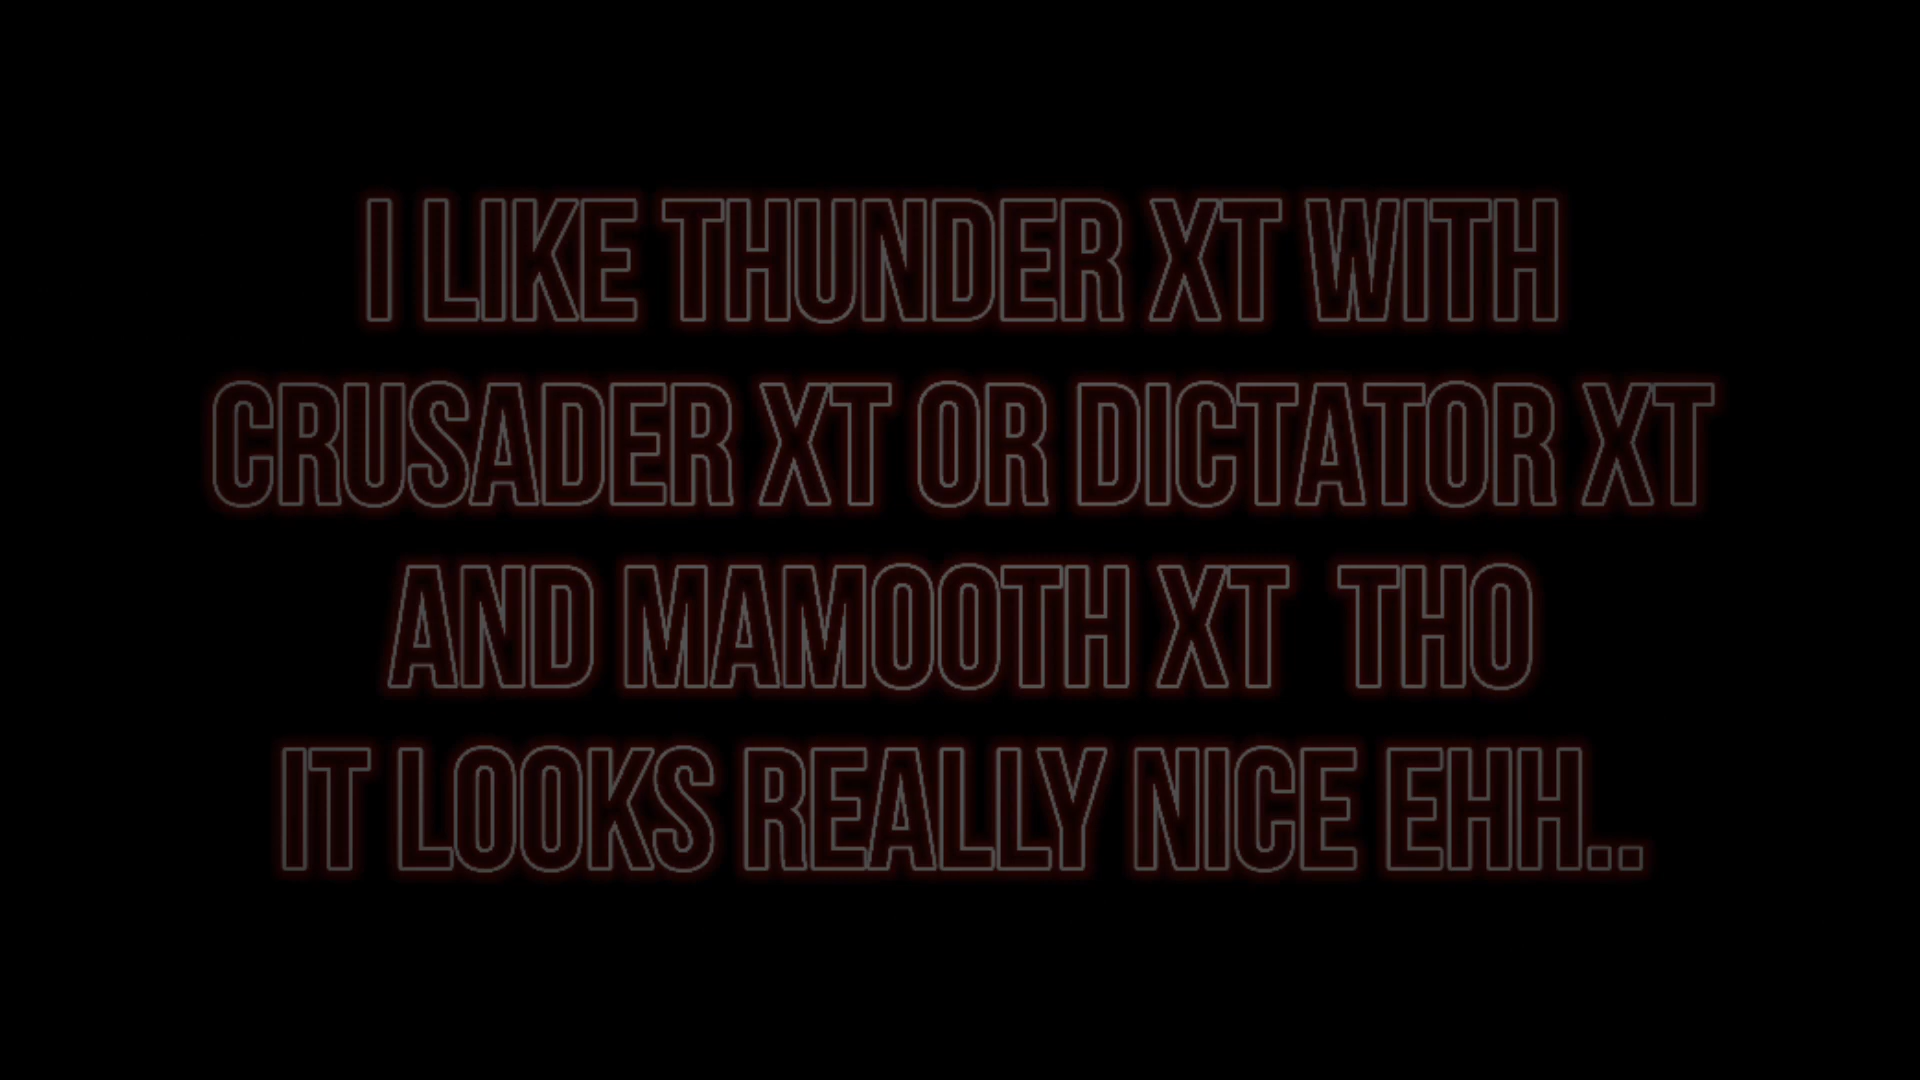 I LIKE THUNDER XT WITH
CRUSADER XT OR DICTATOR XT
AND MAMOOTH XT THO
IT LOOKS REALLY NICE EHH..